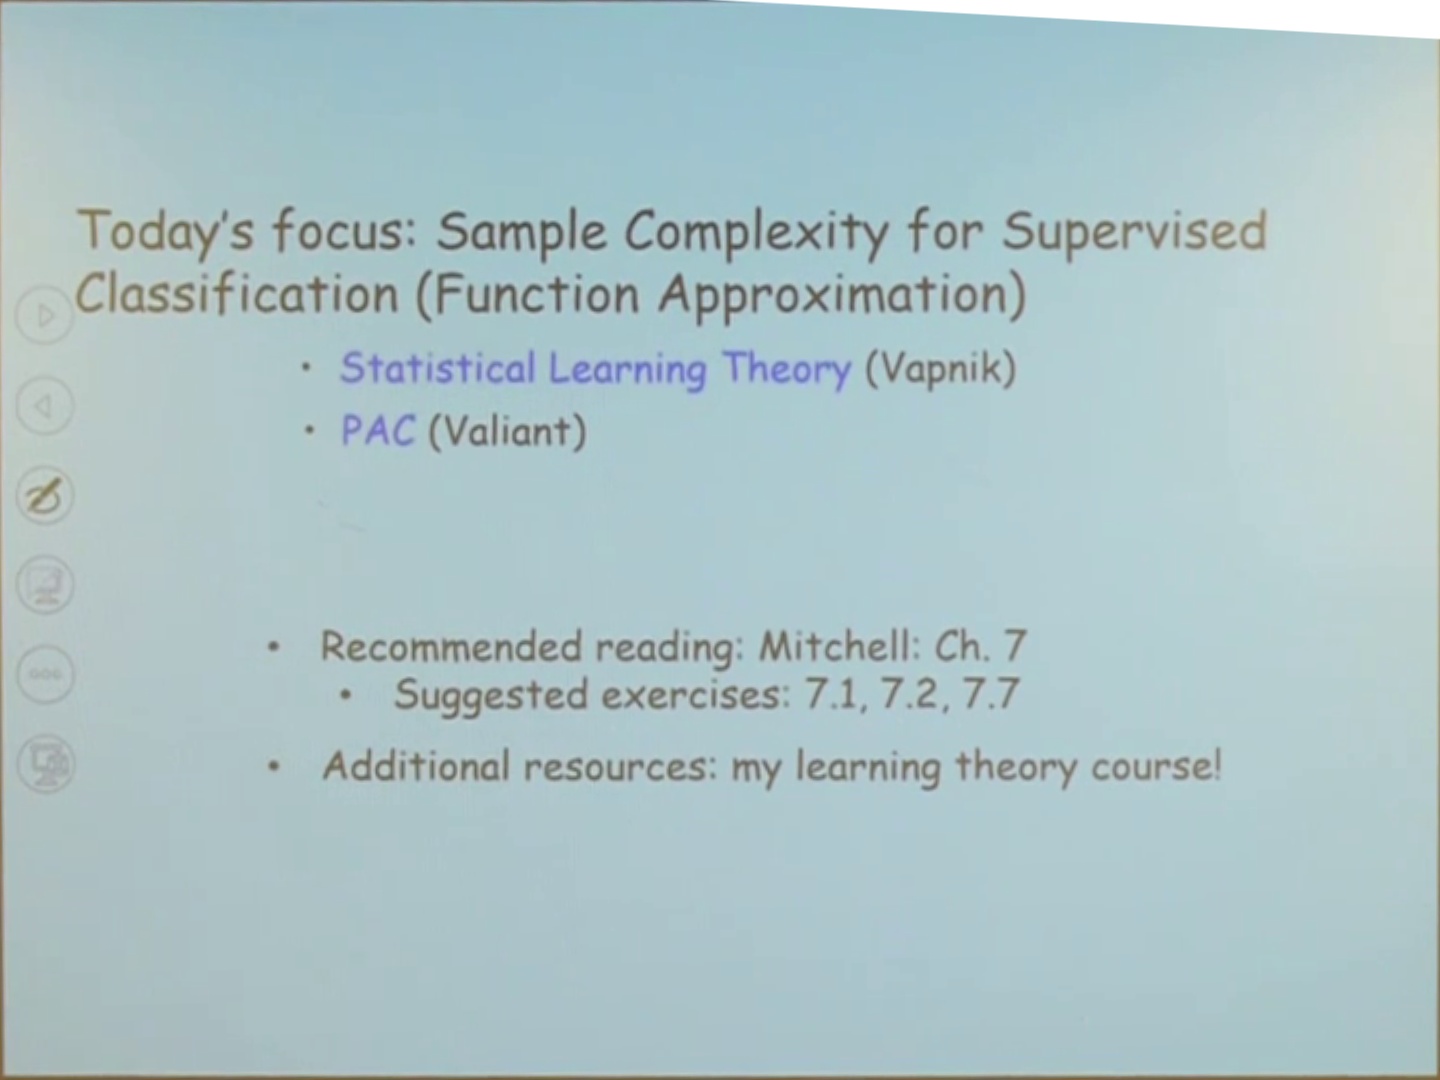 Today's focus: Sample Complexity for Supervised
Classification (Function Approximation)
• Statistical Learning Theory (Vapnik)
• PAC (Valiant)
• Recommended reading: Mitchell: Ch. 7
• Suggested exercises: 7.1, 7.2, 7.7
• Additional resources: my learning theory course!